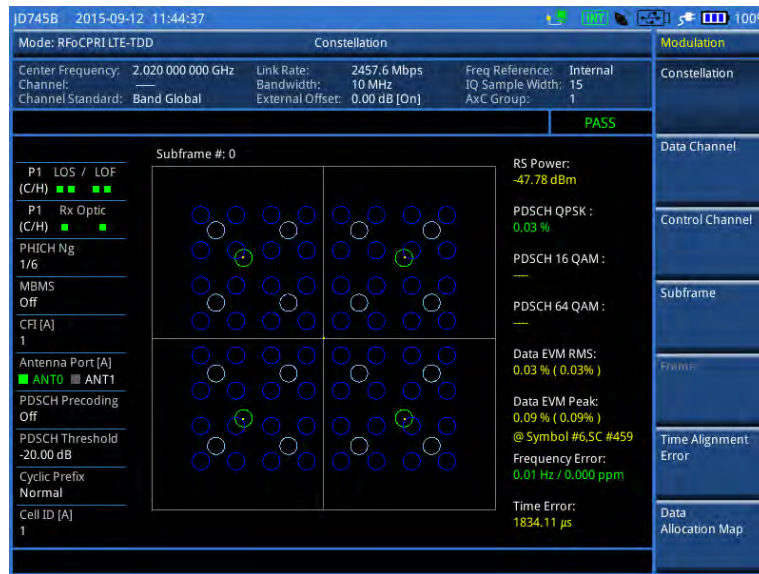 JD745B 2015-09-12 11:44:37 INT 100%
Mode: RFoCPRI LTE-TDD Constellation
Center Frequency: 2.020 000 000 GHz Link Rate: 2457.6 Mbps Freq Reference: Internal
Channel: ---- Bandwidth: 10 MHz IQ Sample Width: 15
Channel Standard: Band Global External Offset: 0.00 dB [On] AxC Group: 1
PASS
Subframe #: 0
P1 LOS / LOF
(C/H)
P1 Rx Optic
(C/H)
PHICH Ng
1/6
MBMS
Off
CFI [A]
1
Antenna Port [A]
ANT0 ANT1
PDSCH Precoding
Off
PDSCH Threshold
-20.00 dB
Cyclic Prefix
Normal
Cell ID [A]
1
RS Power:
-47.78 dBm
PDSCH QPSK :
0.03 %
PDSCH 16 QAM :
----
PDSCH 64 QAM :
----
Data EVM RMS:
0.03 % ( 0.03% )
Data EVM Peak:
0.09 % ( 0.09% )
@ Symbol #6,SC #459
Frequency Error:
0.01 Hz / 0.000 ppm
Time Error:
1834.11 µs
Modulation
Constellation
Data Channel
Control Channel
Subframe
Frame
Time Alignment
Error
Data
Allocation Map